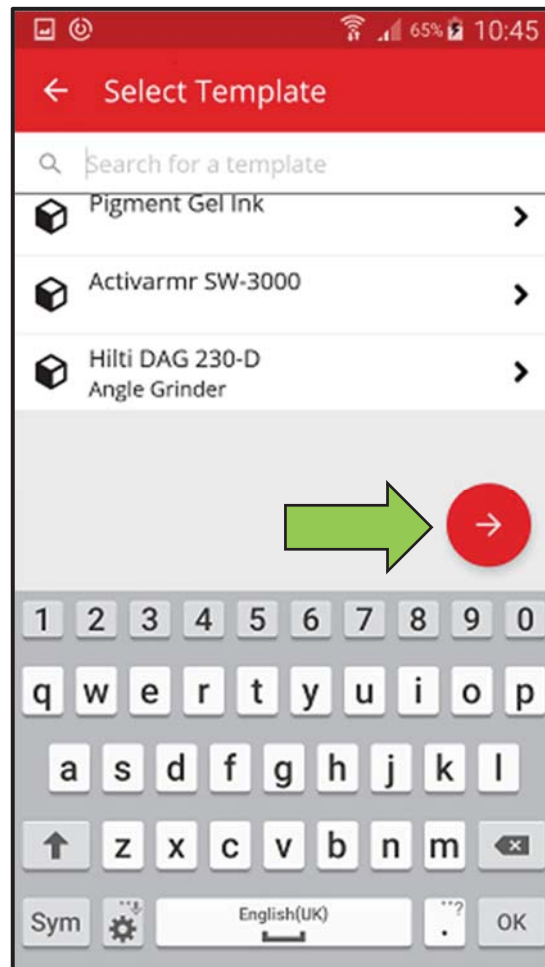 65% 10:45
Select Template
Search for a template
Pigment Gel Ink
Activarmr SW-3000
Hilti DAG 230-D
Angle Grinder
1 2 3 4 5 6 7 8 9 0
q w e r t y u i o p
a s d f g h j k l
z x c v b n m
Sym English(UK) . ? OK